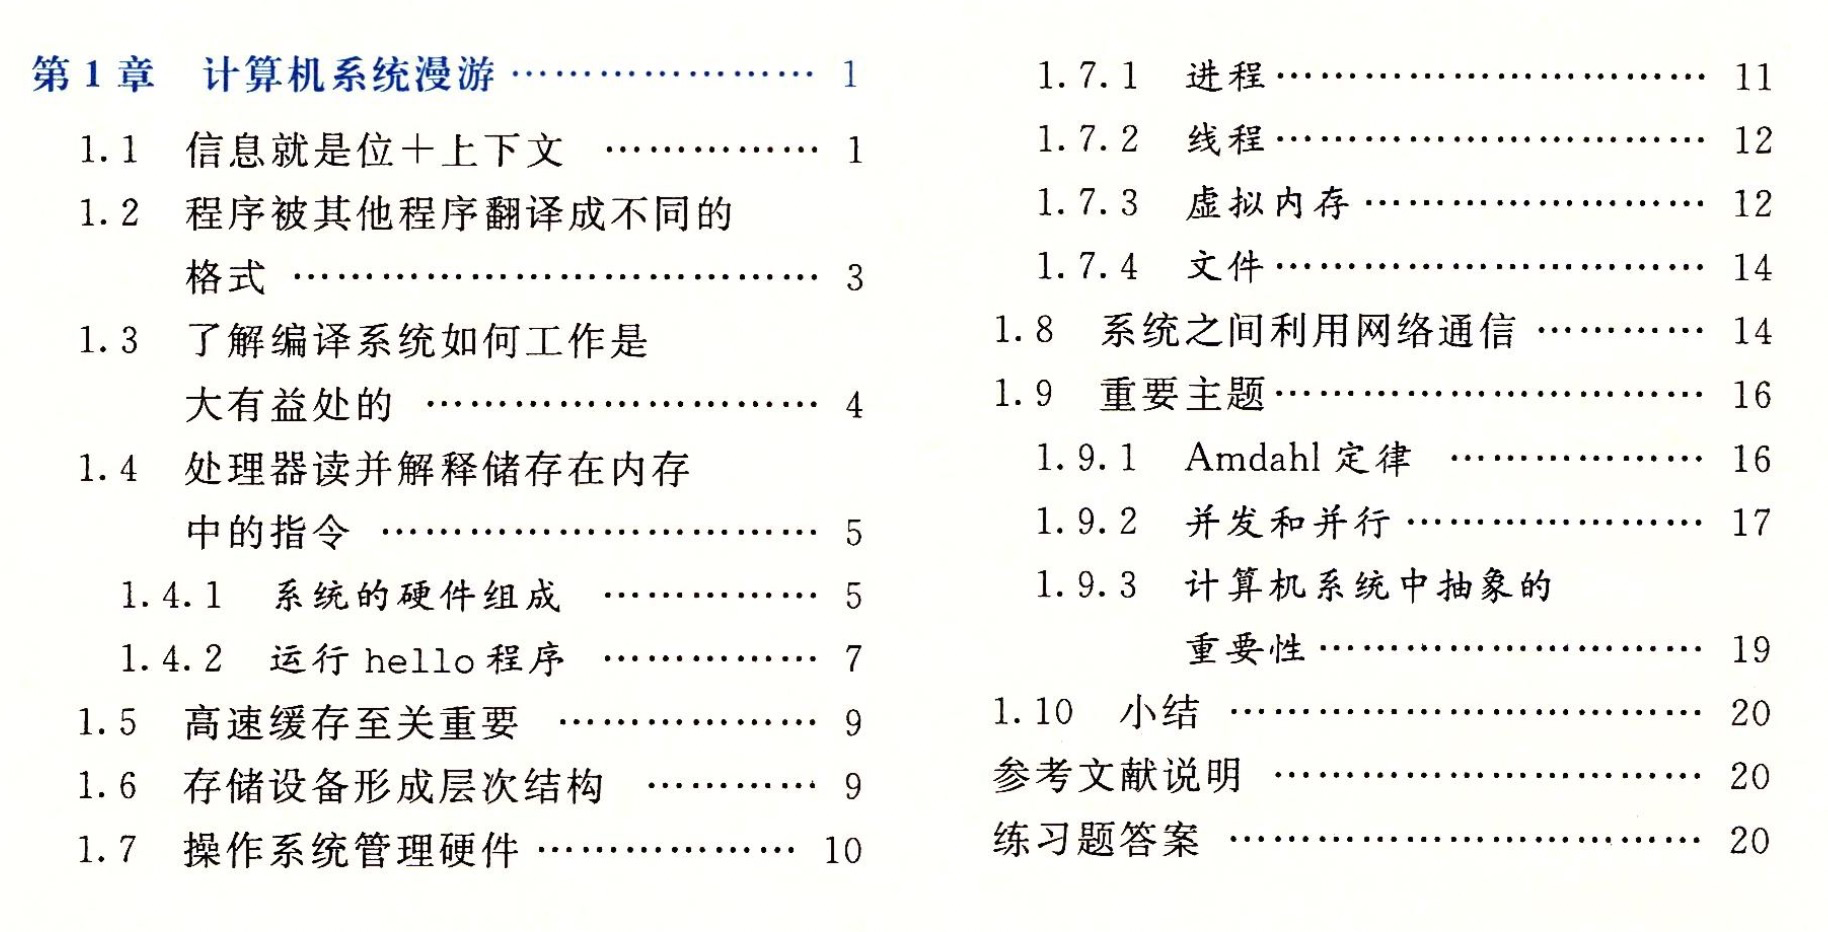 第1章 计算机系统漫游 ………………… 1
1.1 信息就是位＋上下文 …………… 1
1.2 程序被其他程序翻译成不同的
格式 ……………………………… 3
1.3 了解编译系统如何工作是
大有益处的 ……………………… 4
1.4 处理器读并解释储存在内存
中的指令 ………………………… 5
1.4.1 系统的硬件组成 …………… 5
1.4.2 运行hello程序 …………… 7
1.5 高速缓存至关重要 ……………… 9
1.6 存储设备形成层次结构 ………… 9
1.7 操作系统管理硬件 ……………… 10
1.7.1 进程 ………………………… 11
1.7.2 线程 ………………………… 12
1.7.3 虚拟内存 …………………… 12
1.7.4 文件 ………………………… 14
1.8 系统之间利用网络通信 ………… 14
1.9 重要主题 ………………………… 16
1.9.1 Amdahl定律 ……………… 16
1.9.2 并发和并行 ………………… 17
1.9.3 计算机系统中抽象的
重要性 ……………………… 19
1.10 小结 …………………………… 20
参考文献说明 ………………………… 20
练习题答案 …………………………… 20